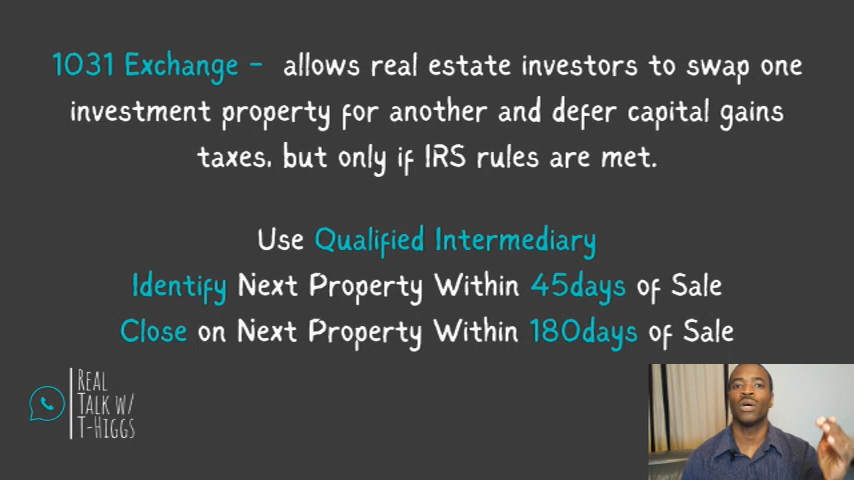 1031 Exchange - allows real estate investors to swap one
investment property for another and defer capital gains
taxes, but only if IRS rules are met.
Use Qualified Intermediary
Identify Next Property Within 45days of Sale
Close on Next Property Within 180days of Sale
REAL
TALK W/
T-HIGGS